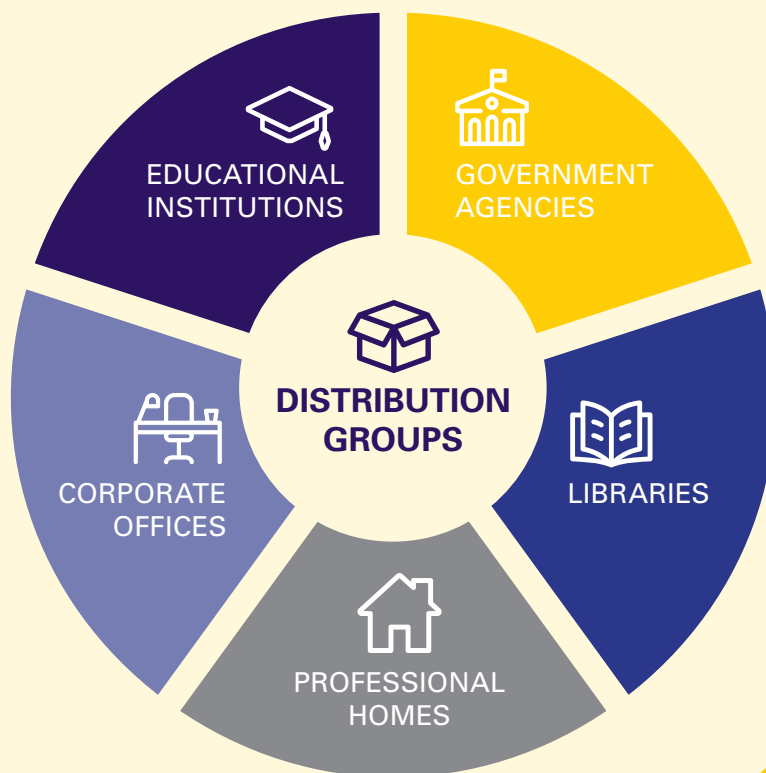 EDUCATIONAL
INSTITUTIONS
GOVERNMENT
AGENCIES
DISTRIBUTION
GROUPS
CORPORATE
OFFICES
LIBRARIES
PROFESSIONAL
HOMES